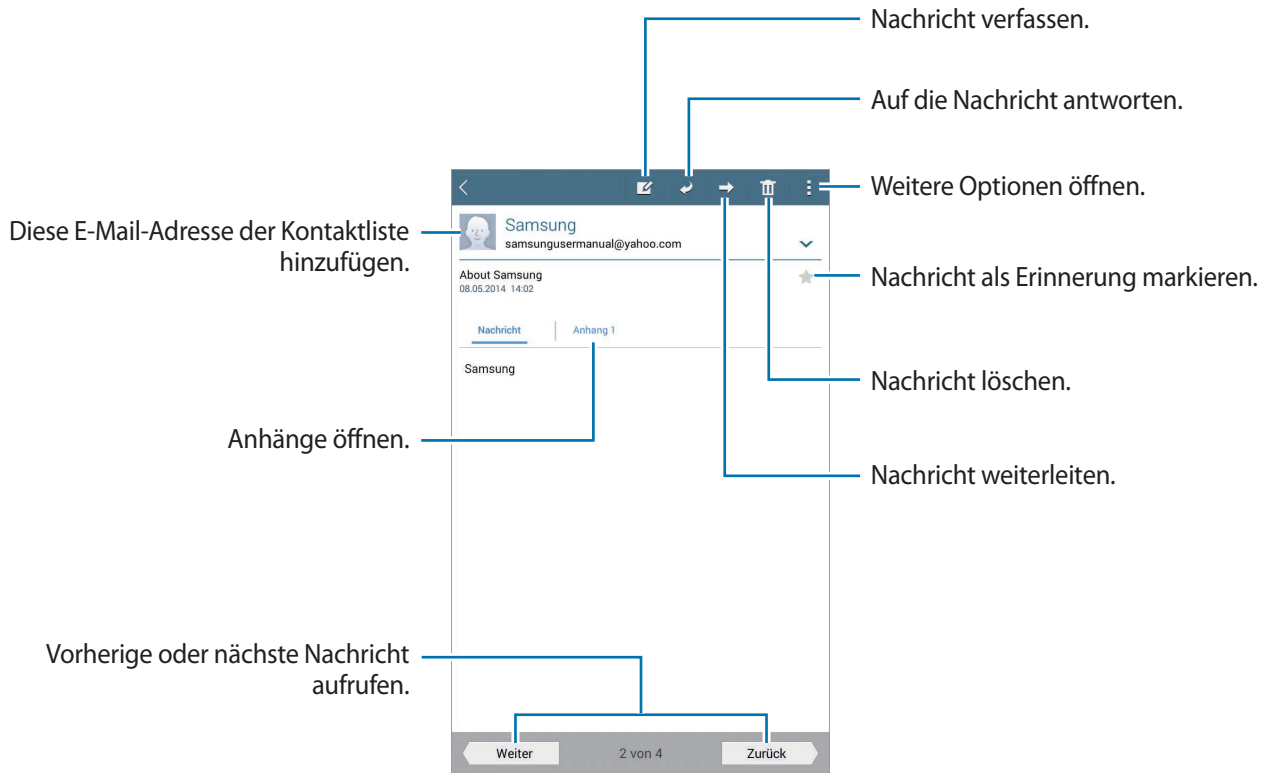 Nachricht verfassen.
Auf die Nachricht antworten.
Weitere Optionen öffnen.
Diese E-Mail-Adresse der Kontaktliste
hinzufügen.
Samsung
samsungusermanual@yahoo.com
About Samsung
08.05.2014 14:02
Nachricht als Erinnerung markieren.
Nachricht
Anhang 1
Samsung
Nachricht löschen.
Anhänge öffnen.
Nachricht weiterleiten.
Vorherige oder nächste Nachricht
aufrufen.
Weiter
2 von 4
Zurück